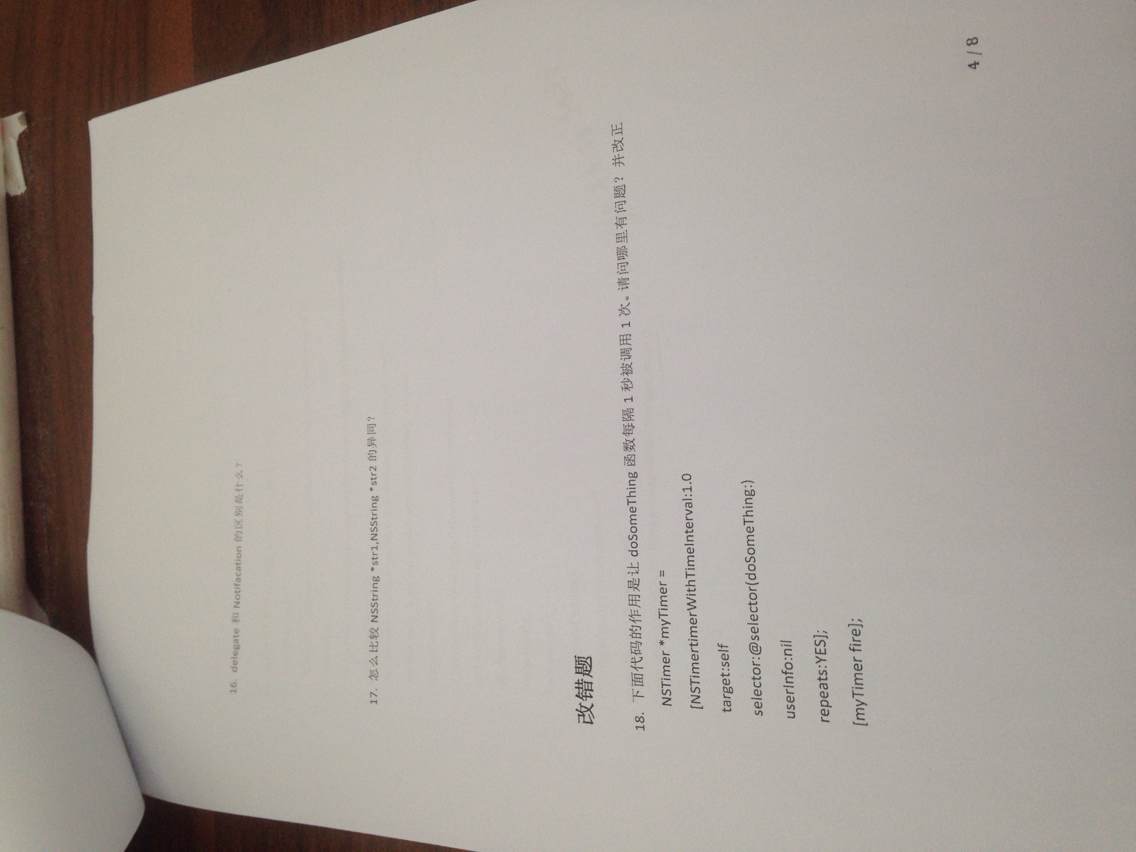 16. delegate 和 Notifacation 的区别是什么？
17. 怎么比较 NSString *str1,NSString *str2 的异同？
改错题
18. 下面代码的作用是让 doSomeThing 函数每隔 1 秒被调用 1 次。请问哪里有问题？并改正
NSTimer *myTimer =
[NSTimertimerWithTimeInterval:1.0
target:self
selector:@selector(doSomeThing:)
userInfo:nil
repeats:YES];
[myTimer fire];
4 / 8